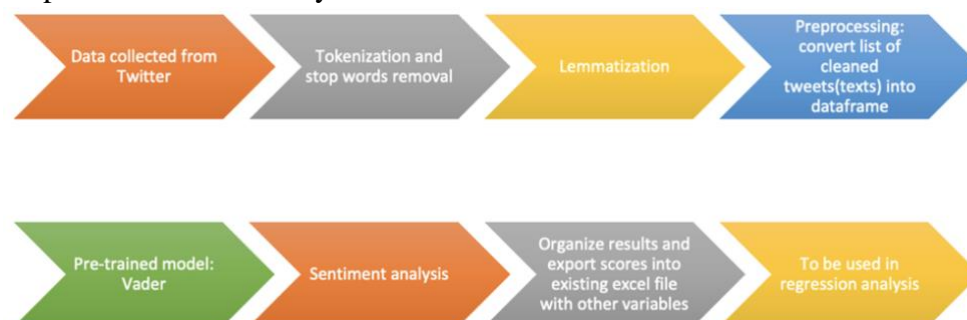 Data collected from
Twitter
Tokenization and
stop words removal
Lemmatization
Preprocessing:
convert list of
cleaned
tweets(texts) into
dataframe
Pre-trained model:
Vader
Sentiment analysis
Organize results and
export scores into
existing excel file
with other variables
To be used in
regression analysis